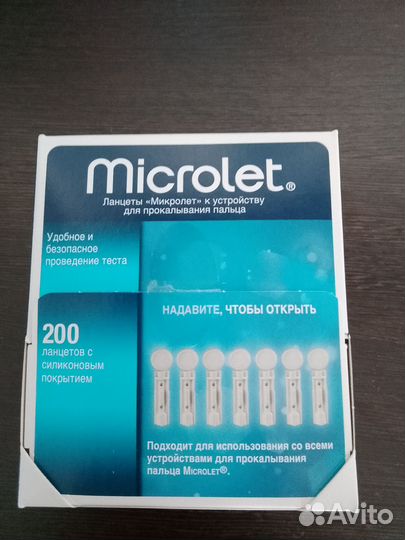 Microlet®
Ланцеты «Микролет» к устройству
для прокалывания пальца
Удобное и
безопасное
проведение теста
НАДАВИТЕ, ЧТОБЫ ОТКРЫТЬ
200
ланцетов с
силиконовым
покрытием
Подходит для использования со всеми
устройствами для прокалывания
пальца MICROLET®.
Avito